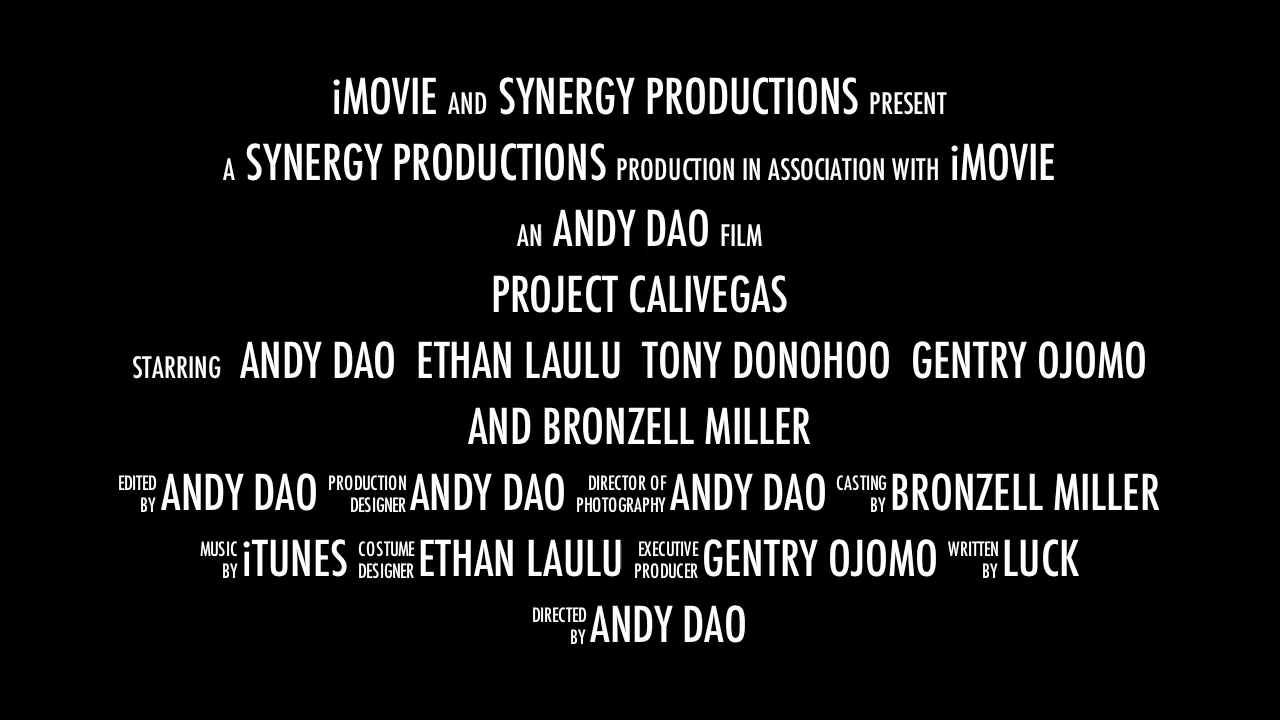 iMOVIE AND SYNERGY PRODUCTIONS PRESENT
A SYNERGY PRODUCTIONS PRODUCTION IN ASSOCIATION WITH iMOVIE
AN ANDY DAO FILM
PROJECT CALIVEGAS
STARRING ANDY DAO ETHAN LAULU TONY DONOHOO GENTRY OJOMO
AND BRONZELL MILLER
EDITED BY ANDY DAO PRODUCTION DESIGNER ANDY DAO DIRECTOR OF PHOTOGRAPHY ANDY DAO CASTING BY BRONZELL MILLER
MUSIC BY iTUNES COSTUME DESIGNER ETHAN LAULU EXECUTIVE PRODUCER GENTRY OJOMO WRITTEN BY LUCK
DIRECTED BY ANDY DAO